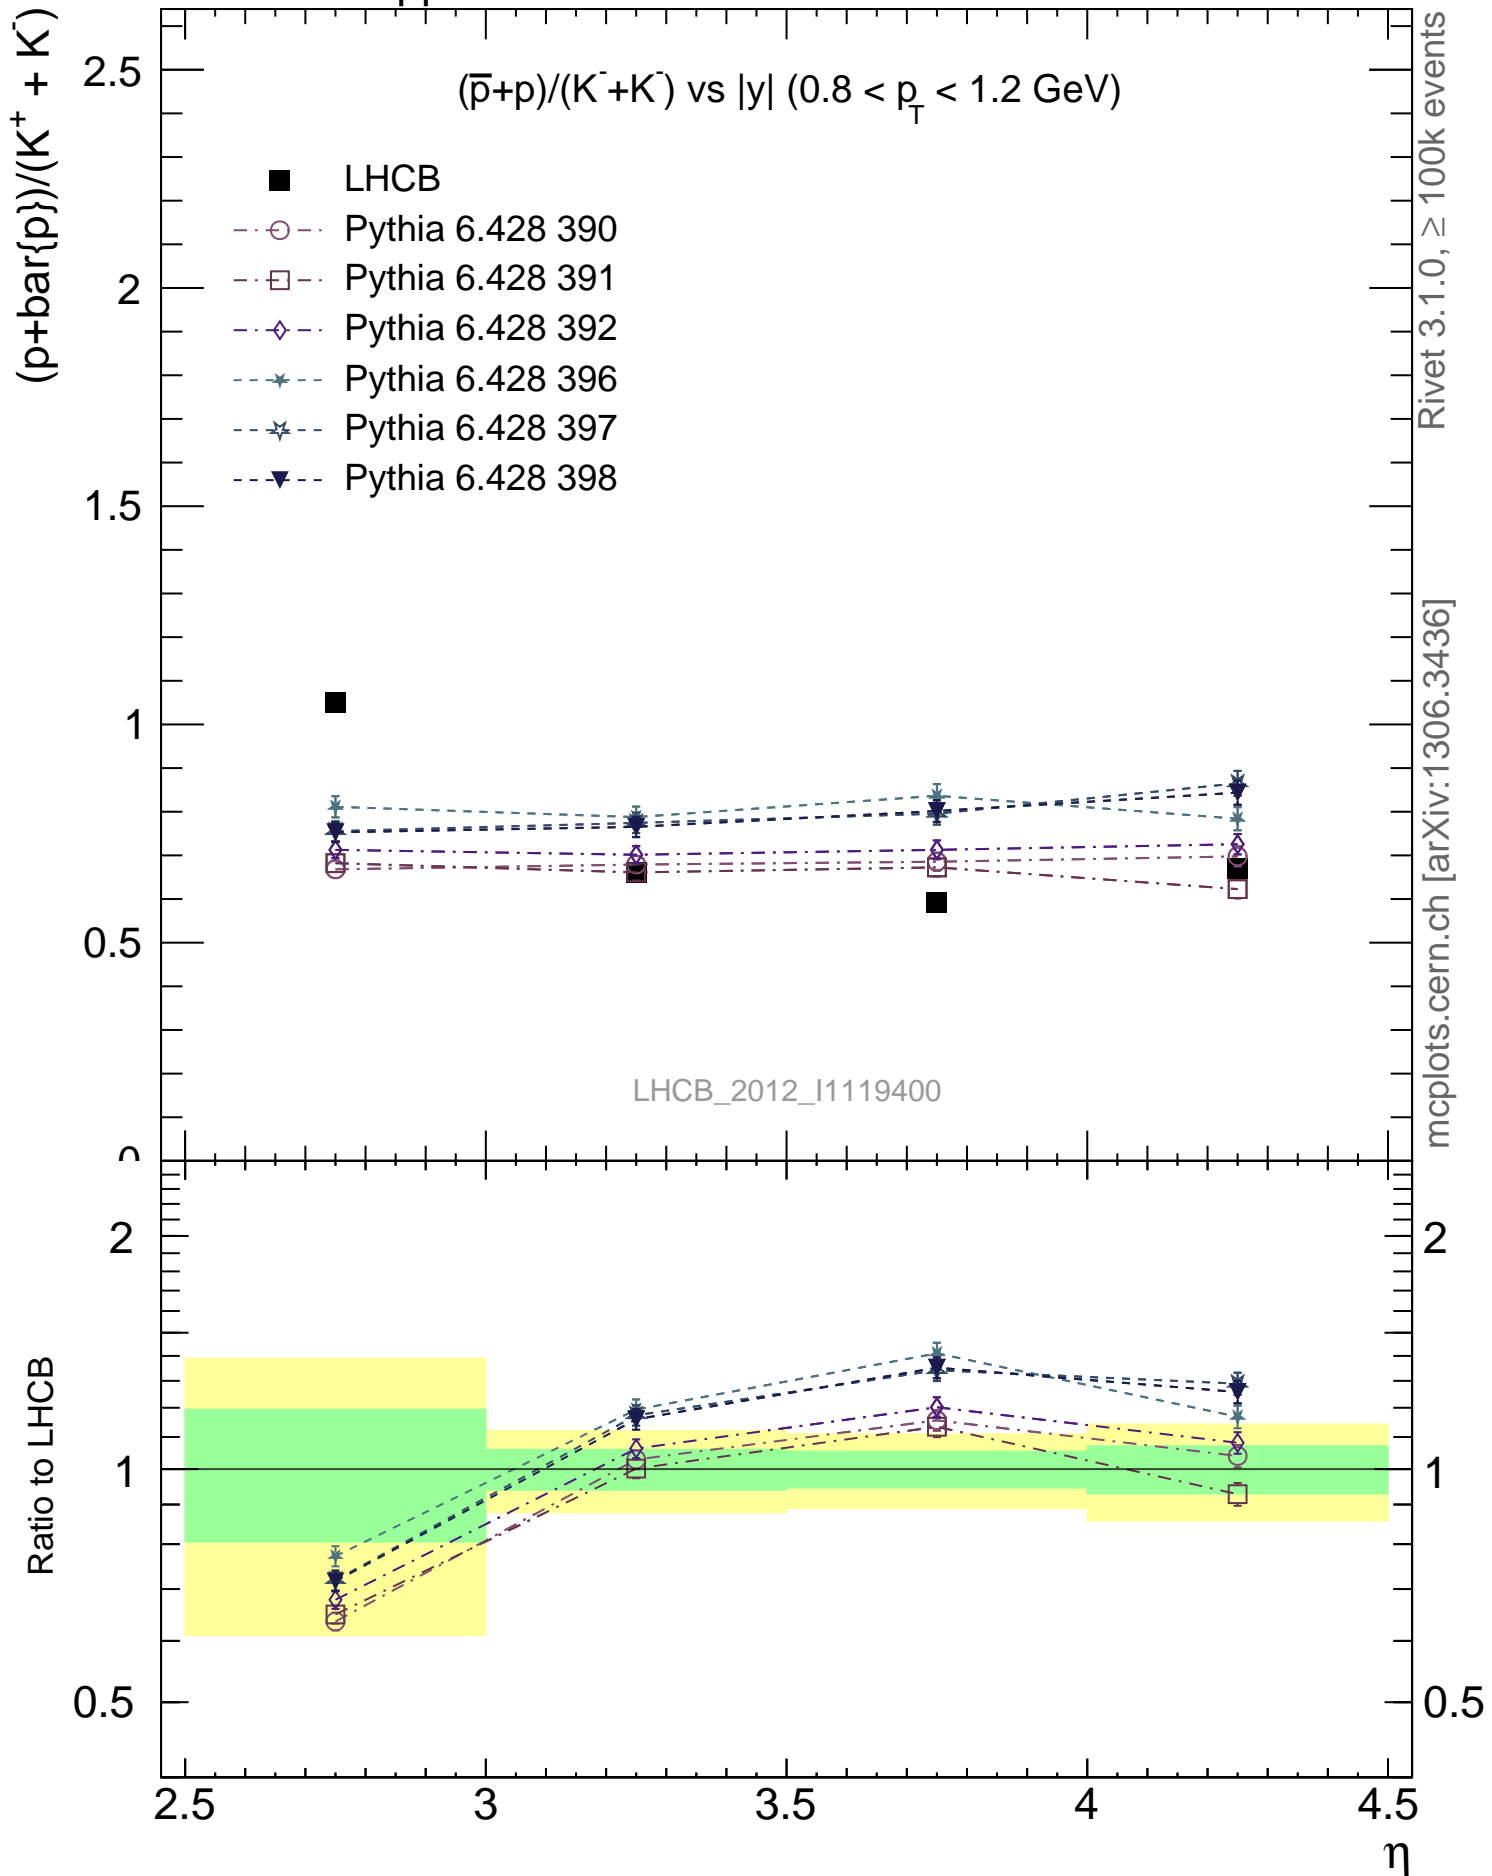 (p̅+p)/(K⁻+K⁻) vs |y| (0.8 < p_T < 1.2 GeV)
(p+bar{p})/(K⁺ + K⁻)
LHCB
Pythia 6.428 390
Pythia 6.428 391
Pythia 6.428 392
Pythia 6.428 396
Pythia 6.428 397
Pythia 6.428 398
2.5
2
1.5
1
0.5
0
LHCB_2012_I1119400
Rivet 3.1.0, ≥ 100k events
mcplots.cern.ch [arXiv:1306.3436]
Ratio to LHCB
2
1
0.5
2
1
0.5
2.5 3 3.5 4 4.5
η